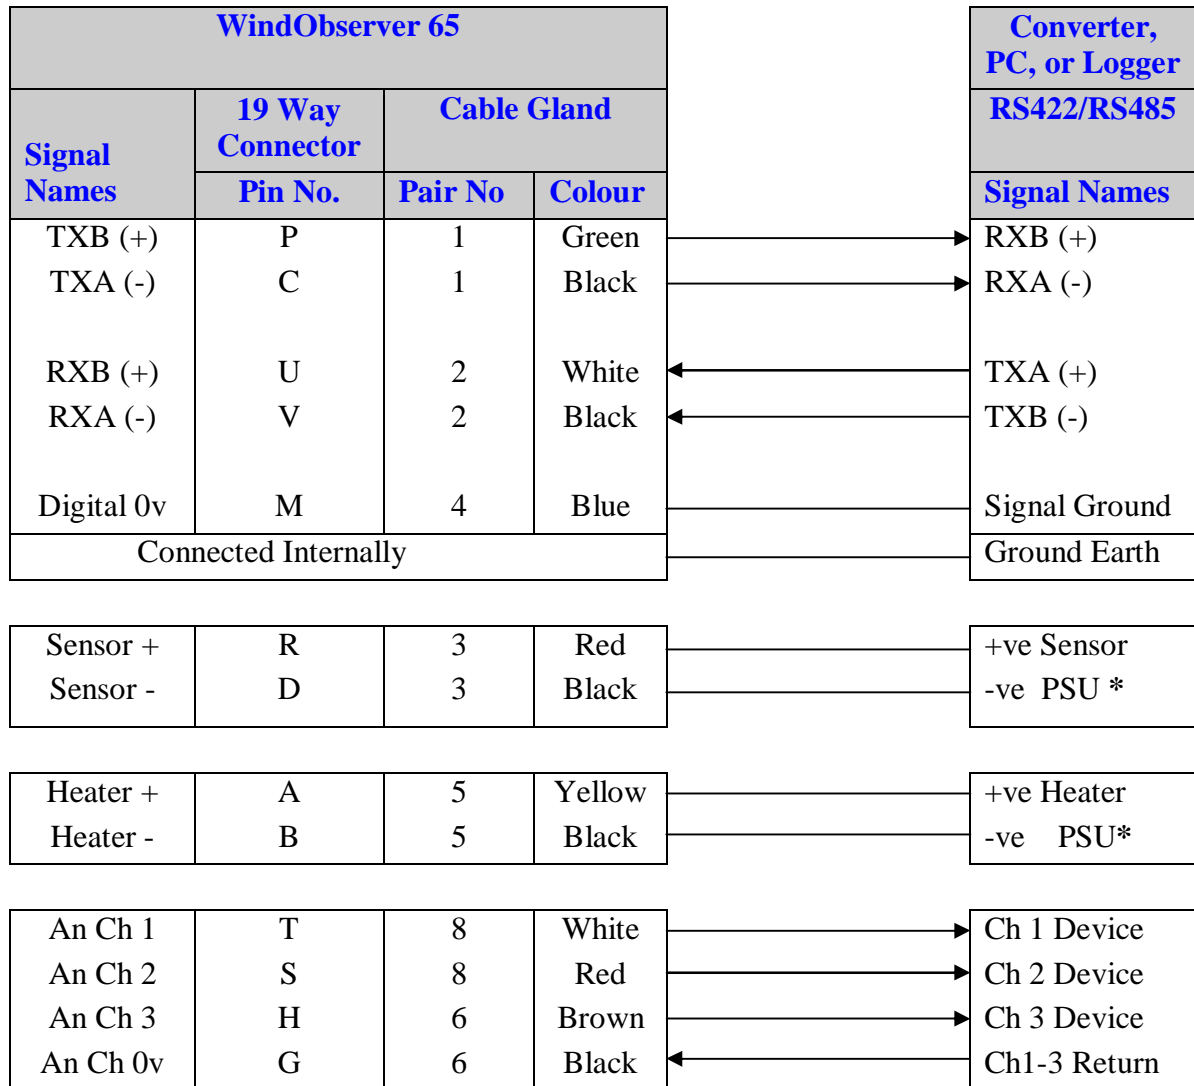 WindObserver 65 Converter, PC, or Logger
Signal Names 19 Way Connector Cable Gland RS422/RS485
Pin No. Pair No Colour Signal Names
TXB (+) P 1 Green RXB (+)
TXA (-) C 1 Black RXA (-)
RXB (+) U 2 White TXA (+)
RXA (-) V 2 Black TXB (-)
Digital 0v M 4 Blue Signal Ground
Connected Internally Ground Earth
Sensor + R 3 Red +ve Sensor
Sensor - D 3 Black -ve PSU *
Heater + A 5 Yellow +ve Heater
Heater - B 5 Black -ve PSU*
An Ch 1 T 8 White Ch 1 Device
An Ch 2 S 8 Red Ch 2 Device
An Ch 3 H 6 Brown Ch 3 Device
An Ch 0v G 6 Black Ch1-3 Return